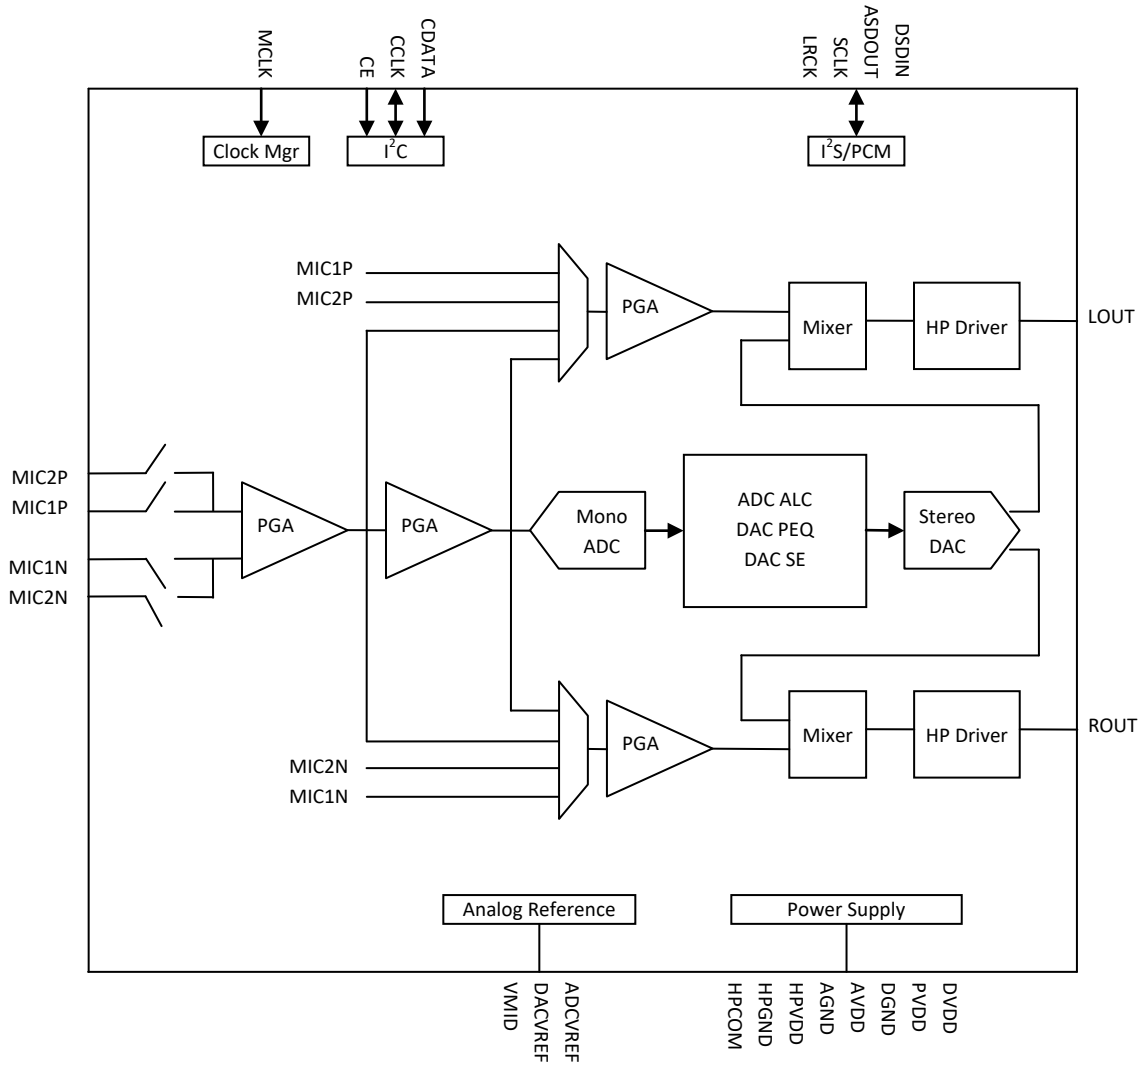 MCLK
CE
CCLK
CDATA
LRCK
SCLK
ASDOUT
DSDIN
Clock Mgr
I²C
I²S/PCM
MIC1P
MIC2P
PGA
Mixer
HP Driver
LOUT
MIC2P
MIC1P
MIC1N
MIC2N
PGA
PGA
Mono
ADC
ADC ALC
DAC PEQ
DAC SE
Stereo
DAC
MIC2N
MIC1N
PGA
Mixer
HP Driver
ROUT
Analog Reference
Power Supply
VMID
DACVREF
ADCVREF
HPCOM
HPGND
HPVDD
AGND
AVDD
DGND
PVDD
DVDD